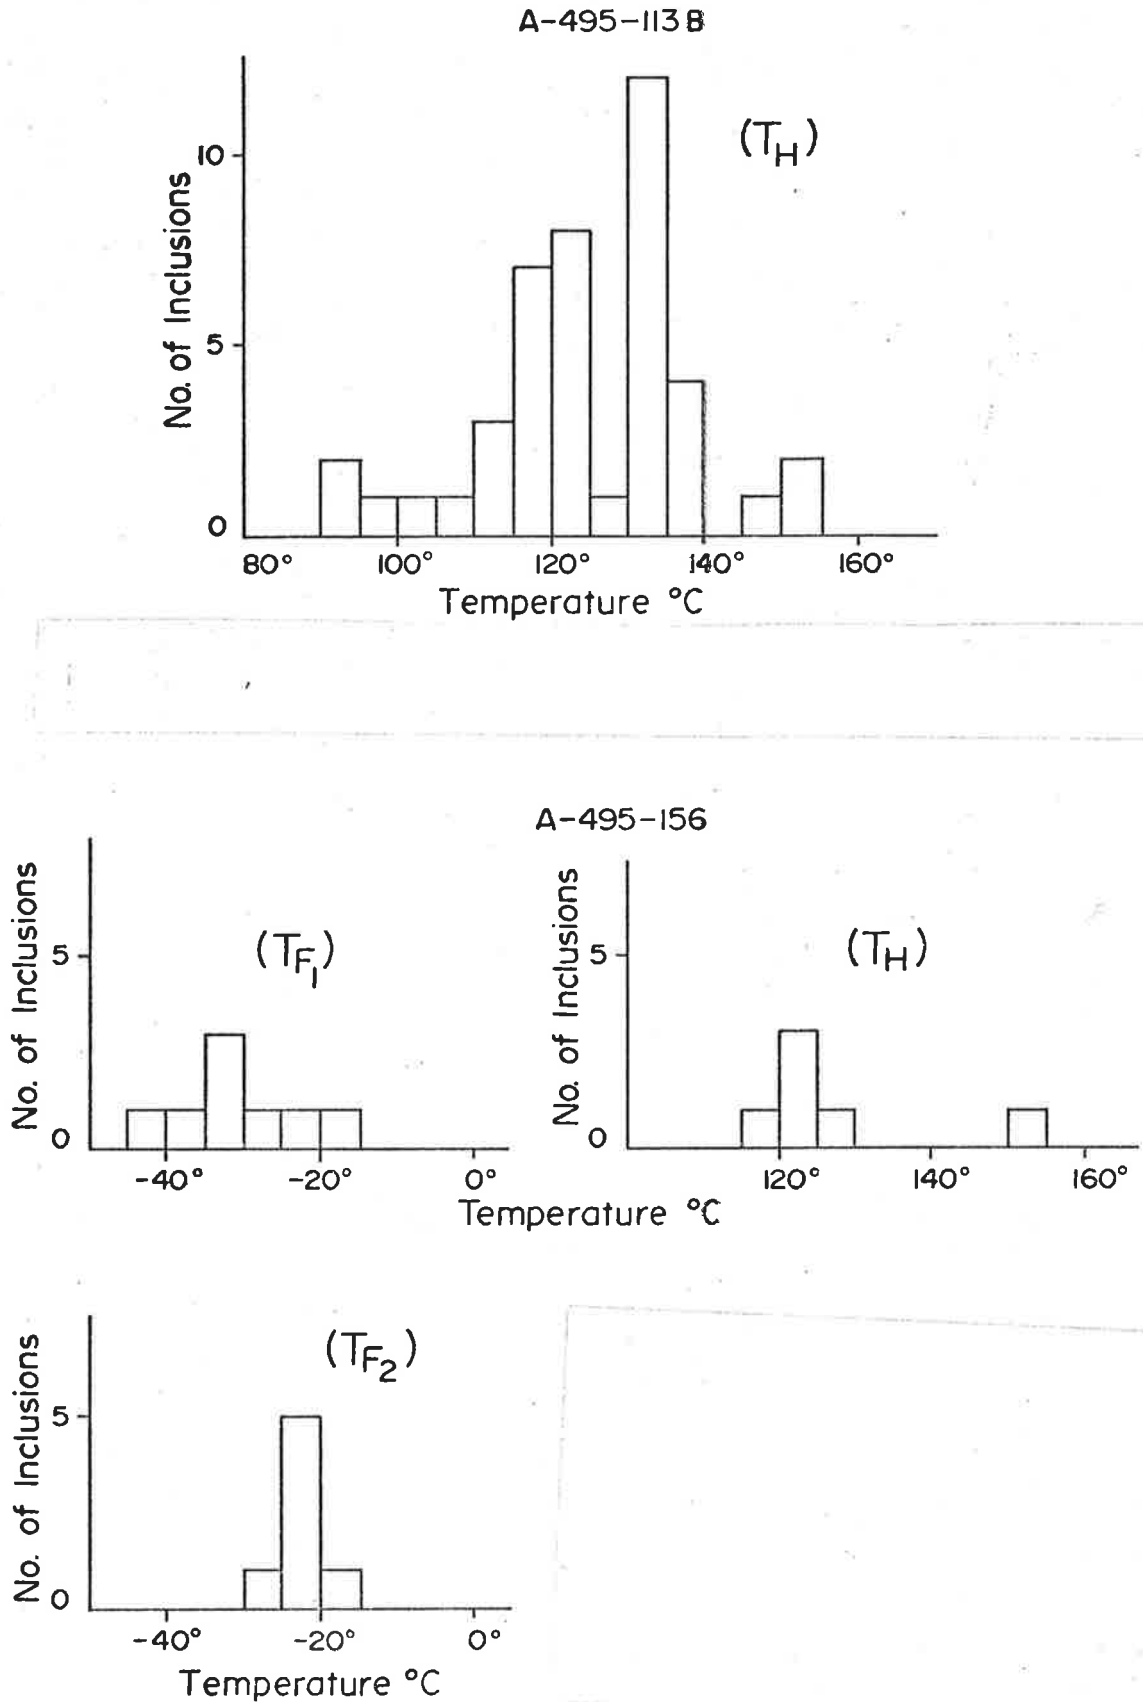 A-495-113B
(TH)
No. of Inclusions
10
5
0
80° 100° 120° 140° 160°
Temperature °C
A-495-156
No. of Inclusions
5
0
(TF1)
-40° -20° 0°
No. of Inclusions
5
0
(TH)
120° 140° 160°
Temperature °C
No. of Inclusions
5
0
(TF2)
-40° -20° 0°
Temperature °C